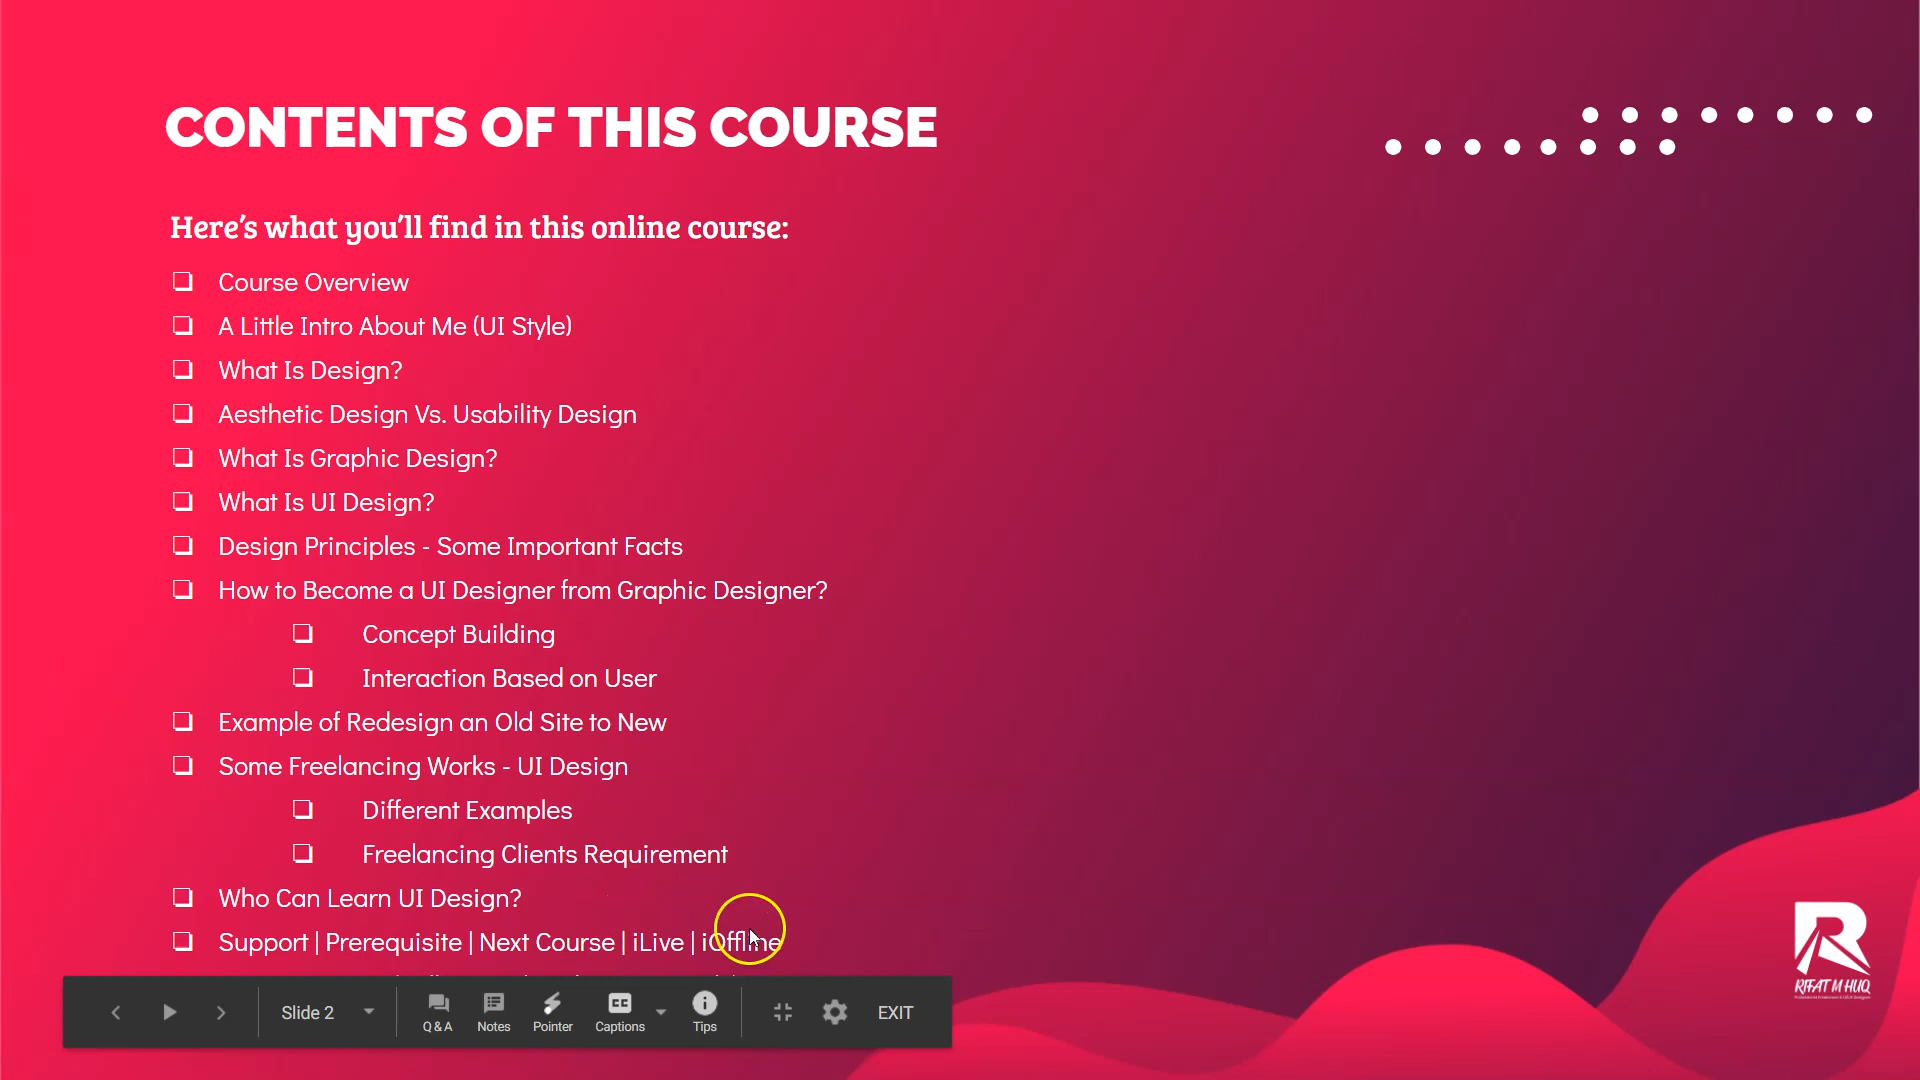 CONTENTS OF THIS COURSE
Here's what you'll find in this online course:
❏ Course Overview
❏ A Little Intro About Me (UI Style)
❏ What Is Design?
❏ Aesthetic Design Vs. Usability Design
❏ What Is Graphic Design?
❏ What Is UI Design?
❏ Design Principles - Some Important Facts
❏ How to Become a UI Designer from Graphic Designer?
❏ Concept Building
❏ Interaction Based on User
❏ Example of Redesign an Old Site to New
❏ Some Freelancing Works - UI Design
❏ Different Examples
❏ Freelancing Clients Requirement
❏ Who Can Learn UI Design?
❏ Support | Prerequisite | Next Course | iLive | iOffline
RIFAT M HUQ
Slide 2
Q&A
Notes
Pointer
Captions
Tips
EXIT